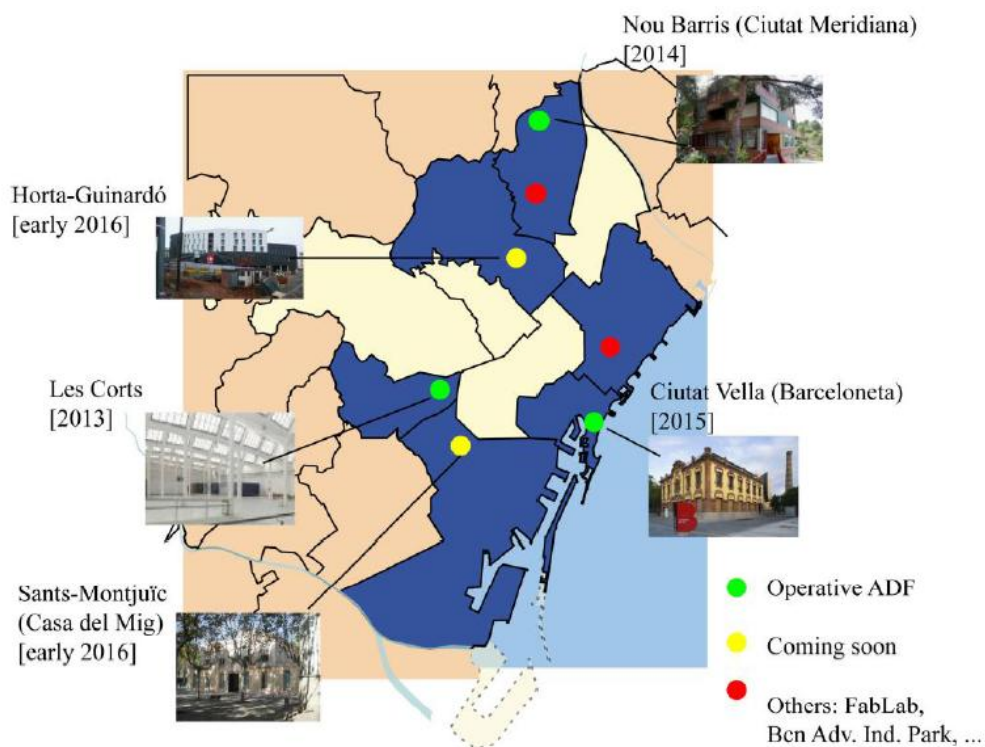 Nou Barris (Ciutat Meridiana)
[2014]
Horta-Guinardó
[early 2016]
Les Corts
[2013]
Ciutat Vella (Barceloneta)
[2015]
Sants-Montjuïc
(Casa del Mig)
[early 2016]
Operative ADF
Coming soon
Others: FabLab,
Bcn Adv. Ind. Park, ...
B